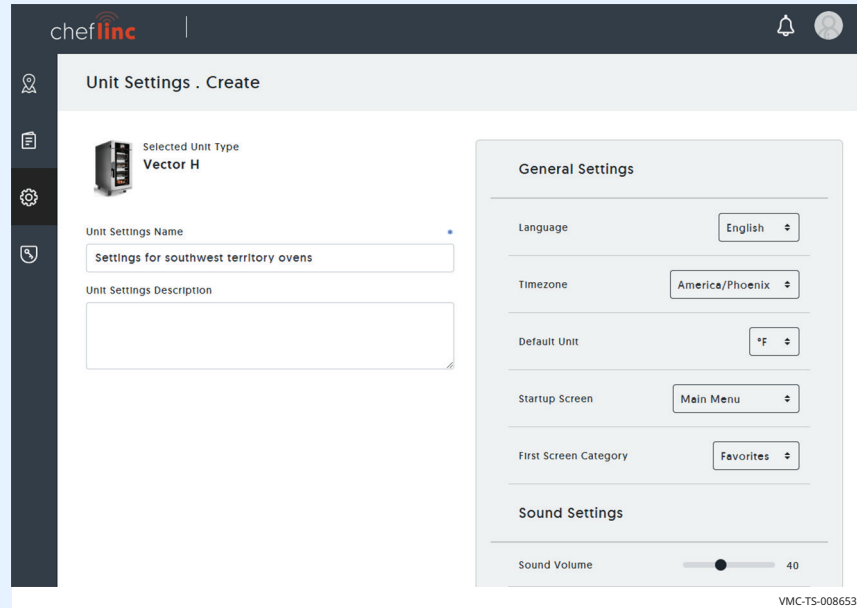 cheflinc
Unit Settings . Create
Selected Unit Type
Vector H
Unit Settings Name *
Settings for southwest territory ovens
Unit Settings Description
General Settings
Language English
Timezone America/Phoenix
Default Unit °F
Startup Screen Main Menu
First Screen Category Favorites
Sound Settings
Sound Volume 40
VMC-TS-008653